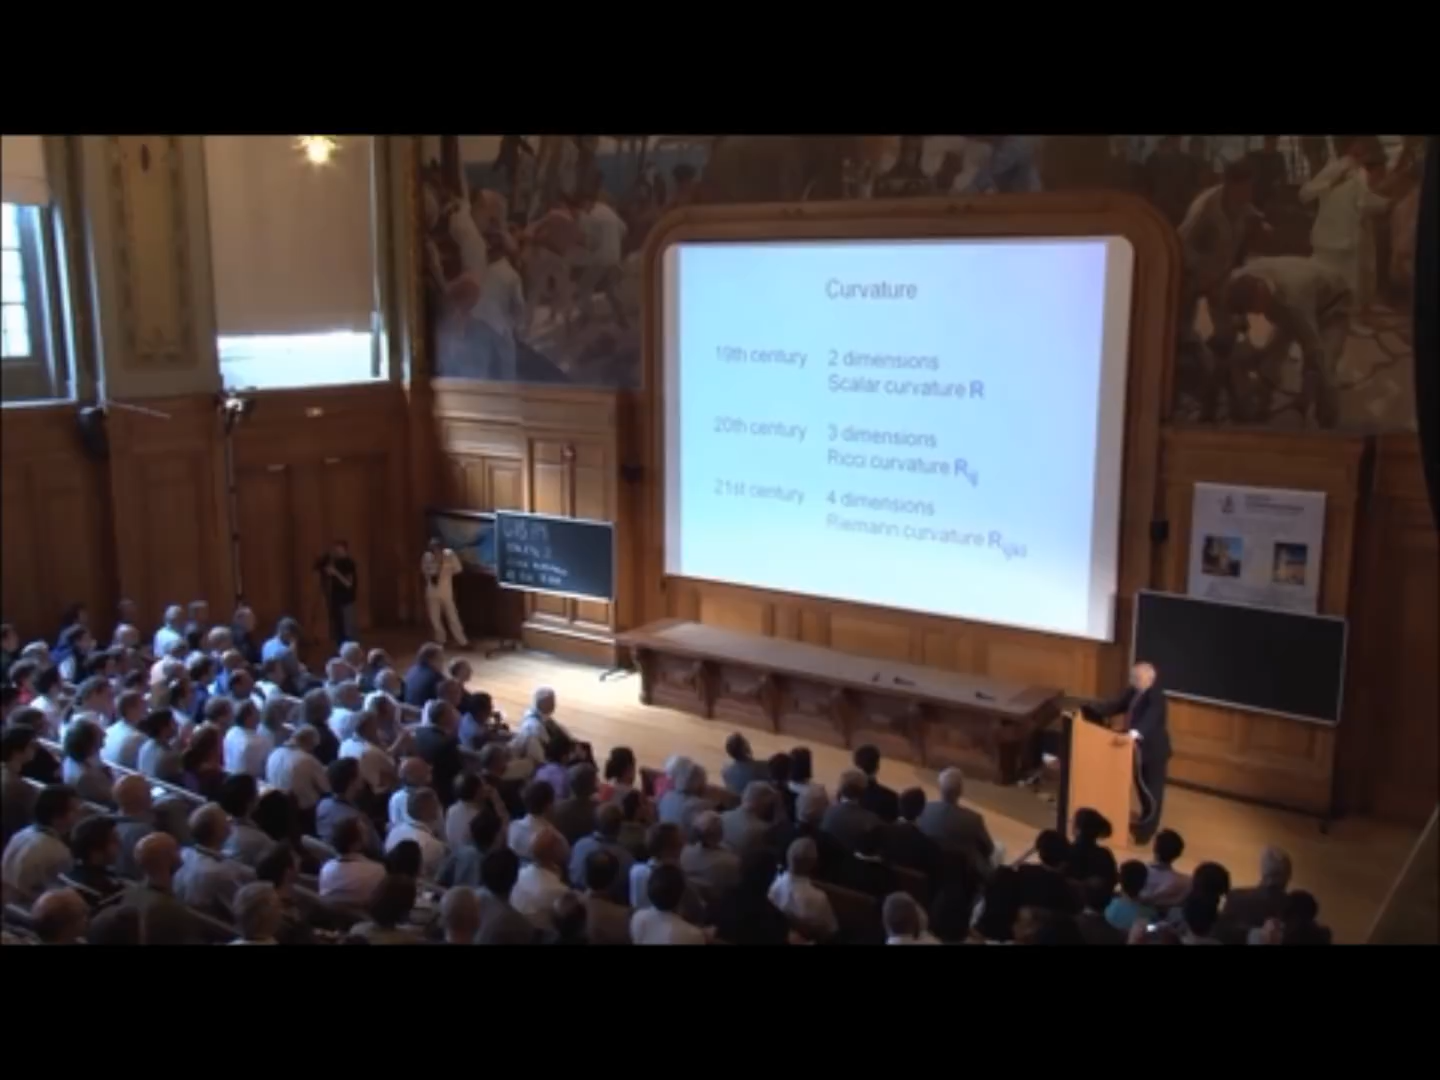 Curvature
19th century 2 dimensions
Scalar curvature R
20th century 3 dimensions
Ricci curvature Rij
21st century 4 dimensions
Riemann curvature Rijkl